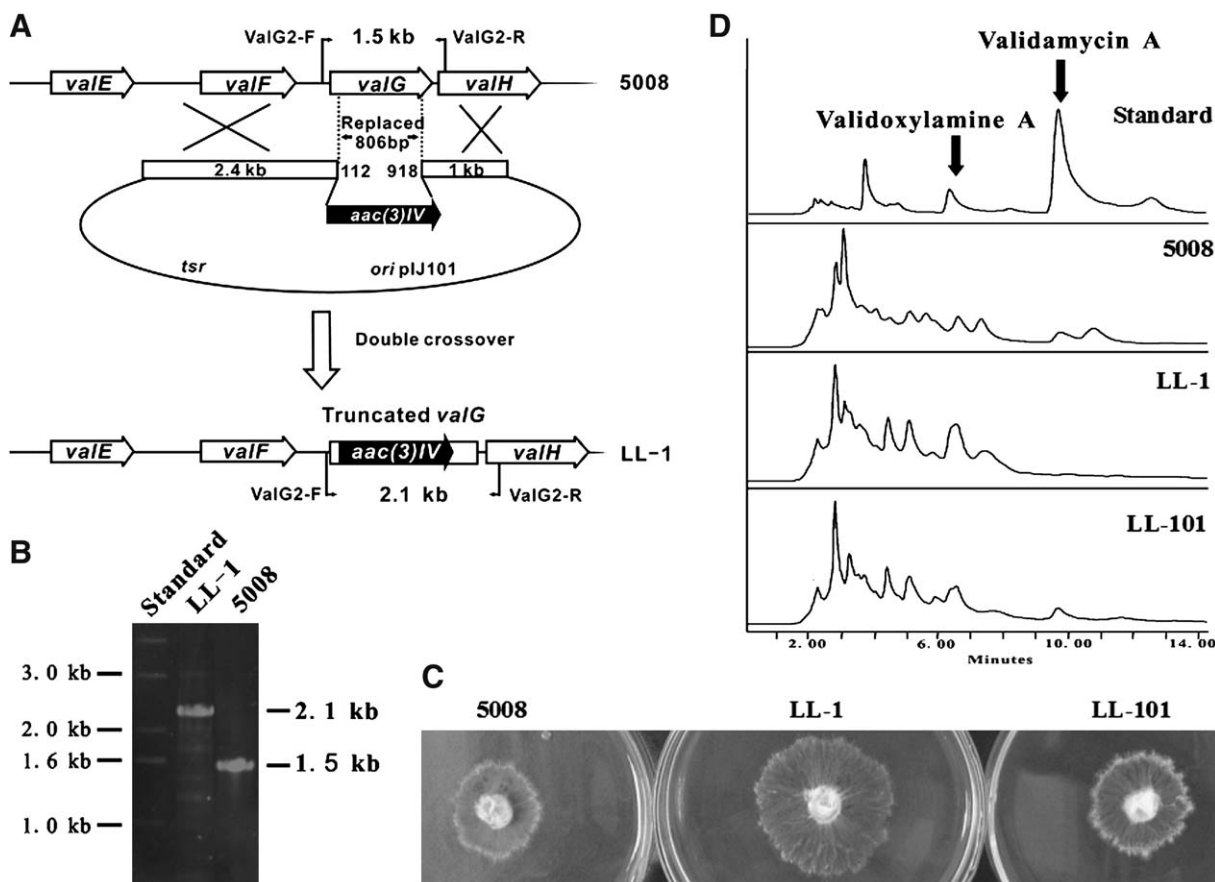 A
ValG2-F
1.5 kb
ValG2-R
valE
valF
valG
valH
5008
Replaced
806bp
2.4 kb
112
918
1 kb
aac(3)IV
tsr
ori pIJ101
Double crossover
Truncated valG
valE
valF
aac(3)IV
valH
LL-1
ValG2-F
2.1 kb
ValG2-R
B
Standard
LL-1
5008
3.0 kb
2.0 kb
1.6 kb
1.0 kb
2.1 kb
1.5 kb
D
Validamycin A
Validoxylamine A
Standard
5008
LL-1
LL-101
2.00
6.00
10.00
14.00
Minutes
C
5008
LL-1
LL-101